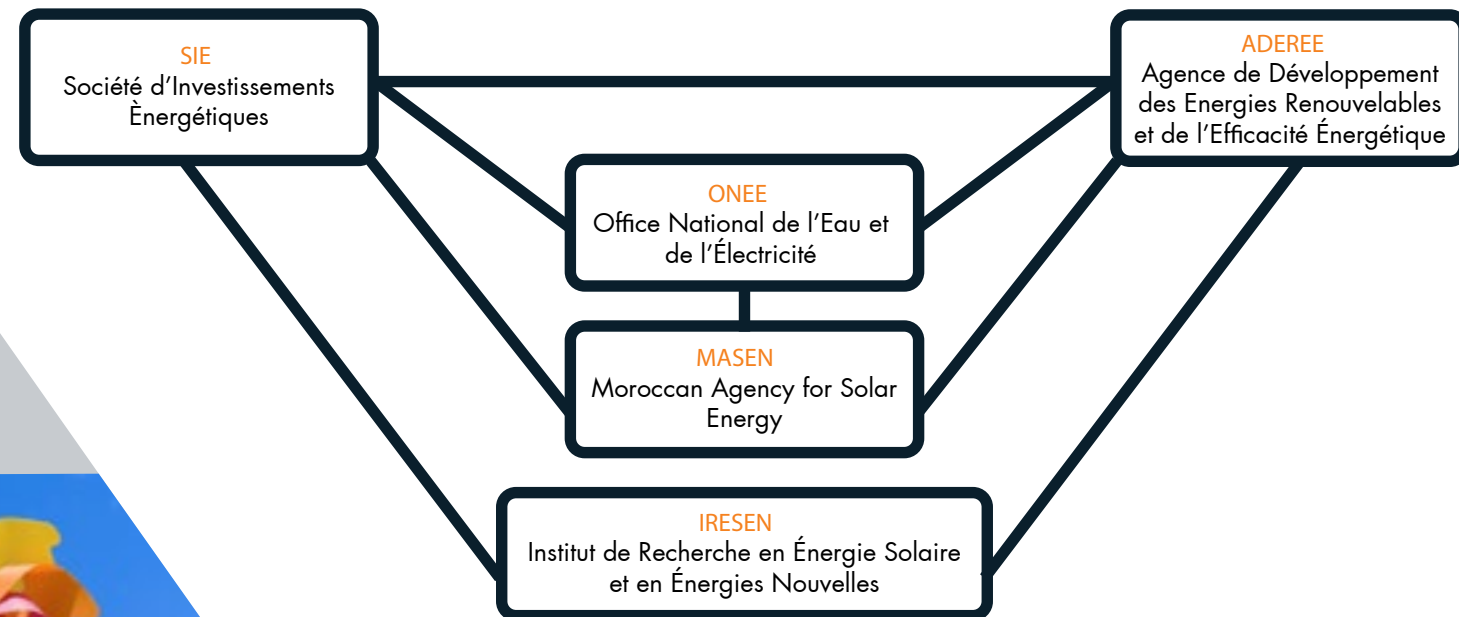 SIE
Société d’Investissements
Ènergétiques
ADEREE
Agence de Développement
des Energies Renouvelables
et de l’Efficacité Énergétique
ONEE
Office National de l’Eau et
de l’Électricité
MASEN
Moroccan Agency for Solar
Energy
IRESEN
Institut de Recherche en Énergie Solaire
et en Énergies Nouvelles